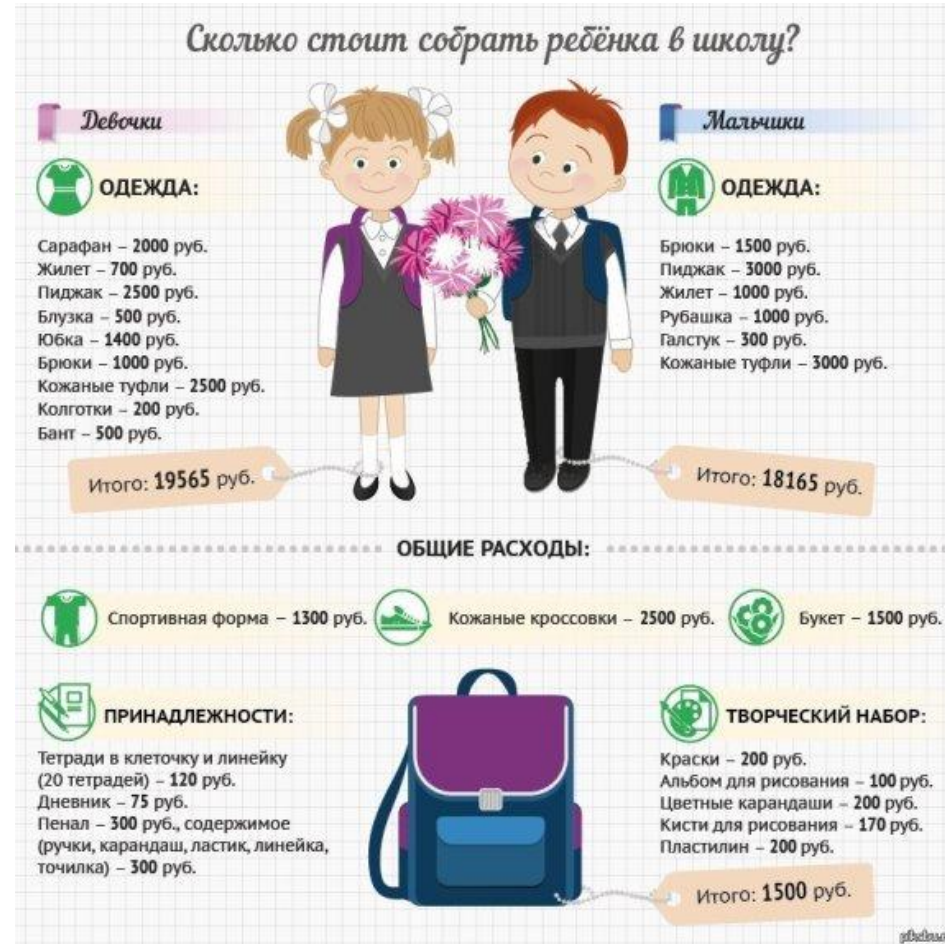 Сколько стоит собрать ребёнка в школу?
Девочки
ОДЕЖДА:
Сарафан – 2000 руб.
Жилет – 700 руб.
Пиджак – 2500 руб.
Блузка – 500 руб.
Юбка – 1400 руб.
Брюки – 1000 руб.
Кожаные туфли – 2500 руб.
Колготки – 200 руб.
Бант – 500 руб.
Итого: 19565 руб.
Мальчики
ОДЕЖДА:
Брюки – 1500 руб.
Пиджак – 3000 руб.
Жилет – 1000 руб.
Рубашка – 1000 руб.
Галстук – 300 руб.
Кожаные туфли – 3000 руб.
Итого: 18165 руб.
ОБЩИЕ РАСХОДЫ:
Спортивная форма – 1300 руб.
Кожаные кроссовки – 2500 руб.
Букет – 1500 руб.
ПРИНАДЛЕЖНОСТИ:
Тетради в клеточку и линейку
(20 тетрадей) – 120 руб.
Дневник – 75 руб.
Пенал – 300 руб., содержимое
(ручки, карандаш, ластик, линейка,
точилка) – 300 руб.
ТВОРЧЕСКИЙ НАБОР:
Краски – 200 руб.
Альбом для рисования – 100 руб.
Цветные карандаши – 200 руб.
Кисти для рисования – 170 руб.
Пластилин – 200 руб.
Итого: 1500 руб.